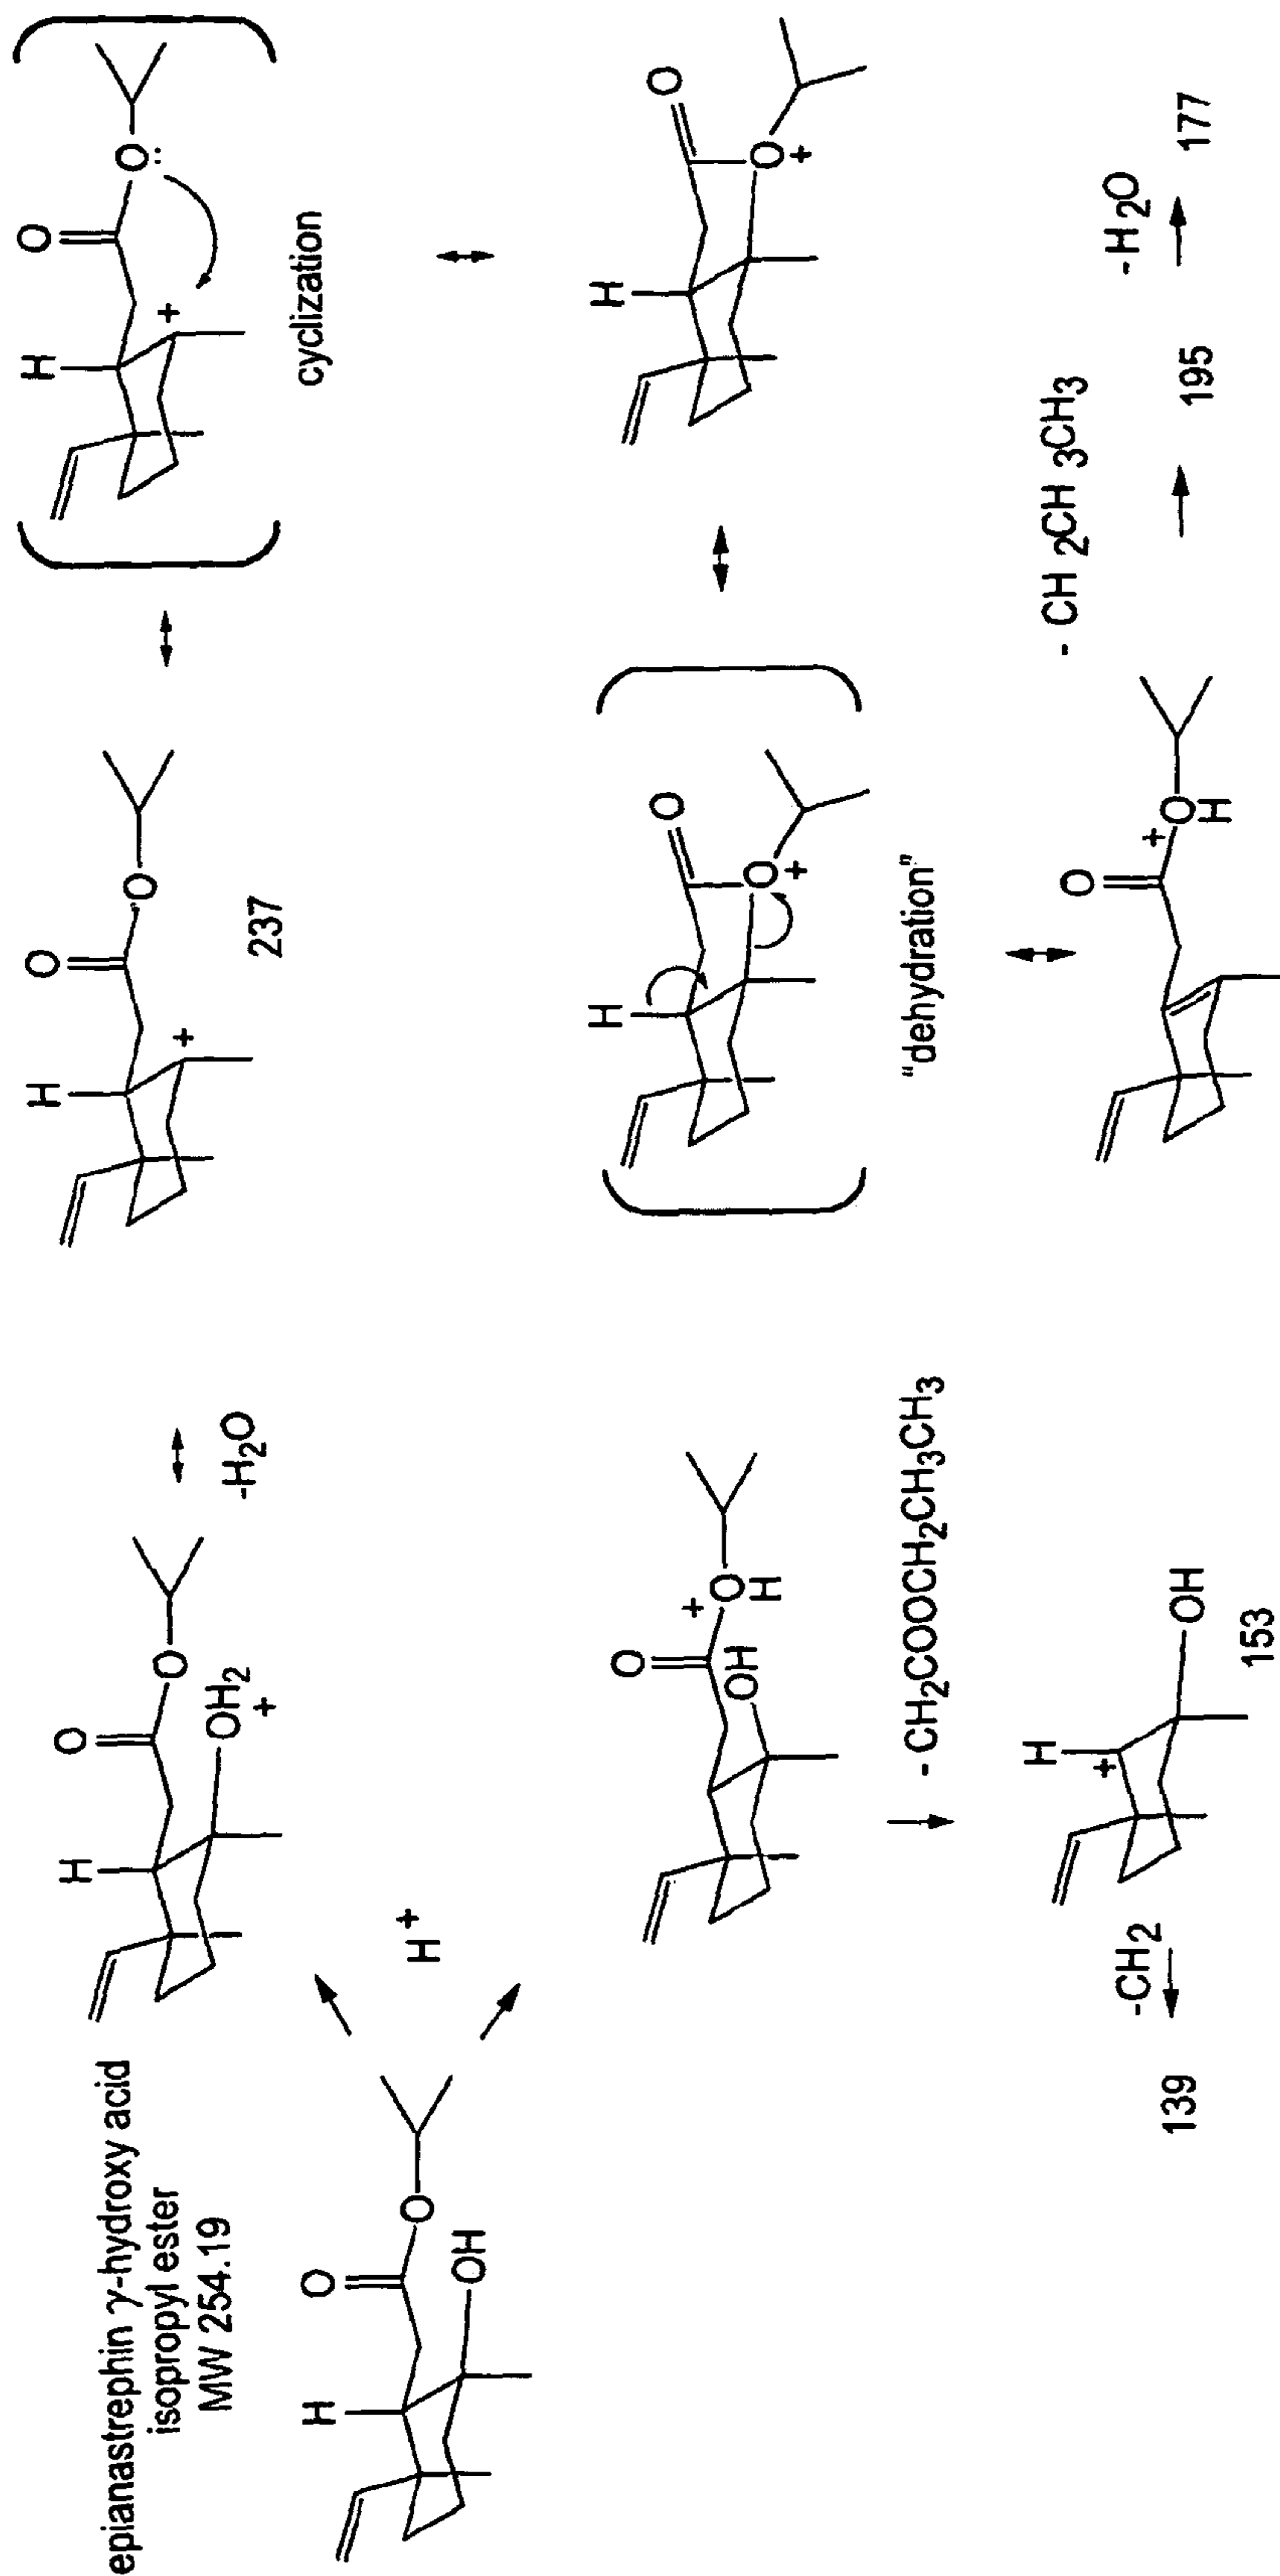 epianastrephin γ-hydroxy acid
isopropyl ester
MW 254.19
H
O
O
OH
H+
H
O
O
OH2
+
-H2O
H
O
O
+
237
H
O
O:
+
cyclization
H
O
O
+
H
O
O
+
"dehydration"
O
+
O
H
- CH 2CH 3CH3
195
-H2O
177
O
+
O
H
OH
- CH2COOCH2CH3CH3
H
+
OH
153
-CH2
139